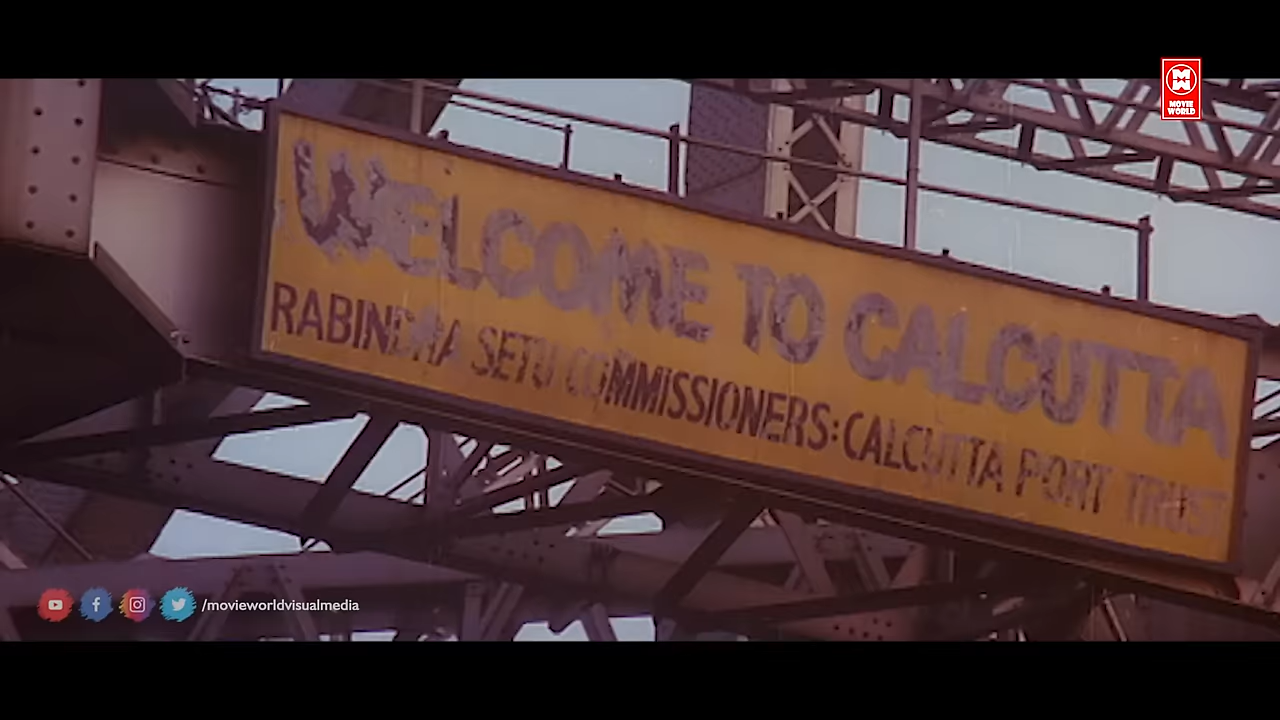 MOVIE
WORLD
WELCOME TO CALCUTTA
RABINDRA SETU COMMISSIONERS: CALCUTTA PORT TRUST
/movieworldvisualmedia